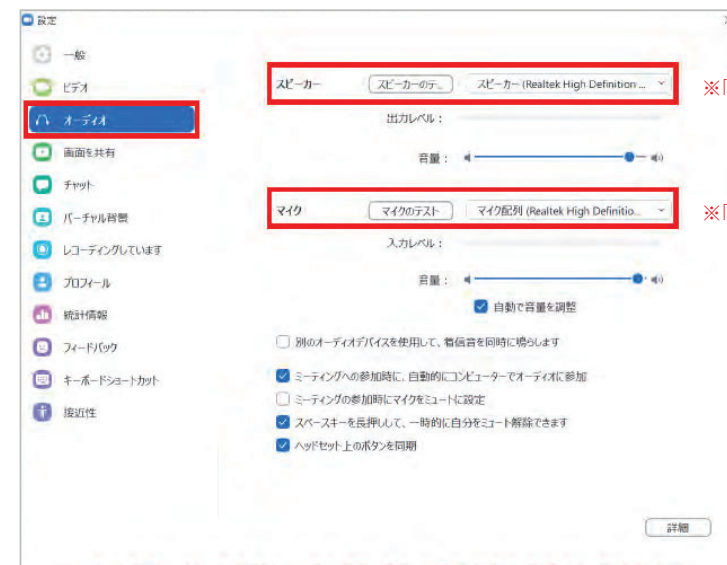 設定
一般
ビデオ
オーディオ
画面を共有
チャット
バーチャル背景
レコーディングしています
プロフィール
統計情報
フィードバック
キーボードショートカット
接近性
スピーカー スピーカーのテ... スピーカー (Realtek High Definition ...
※「
出力レベル：
音量：
マイク マイクのテスト マイク配列 (Realtek High Definitio...
※「
入力レベル：
音量：
自動で音量を調整
別のオーディオデバイスを使用して、着信音を同時に鳴らします
ミーティングへの参加時に、自動的にコンピューターでオーディオに参加
ミーティングの参加時にマイクをミュートに設定
スペースキーを長押しして、一時的に自分をミュート解除できます
ヘッドセット上のボタンを同期
詳細